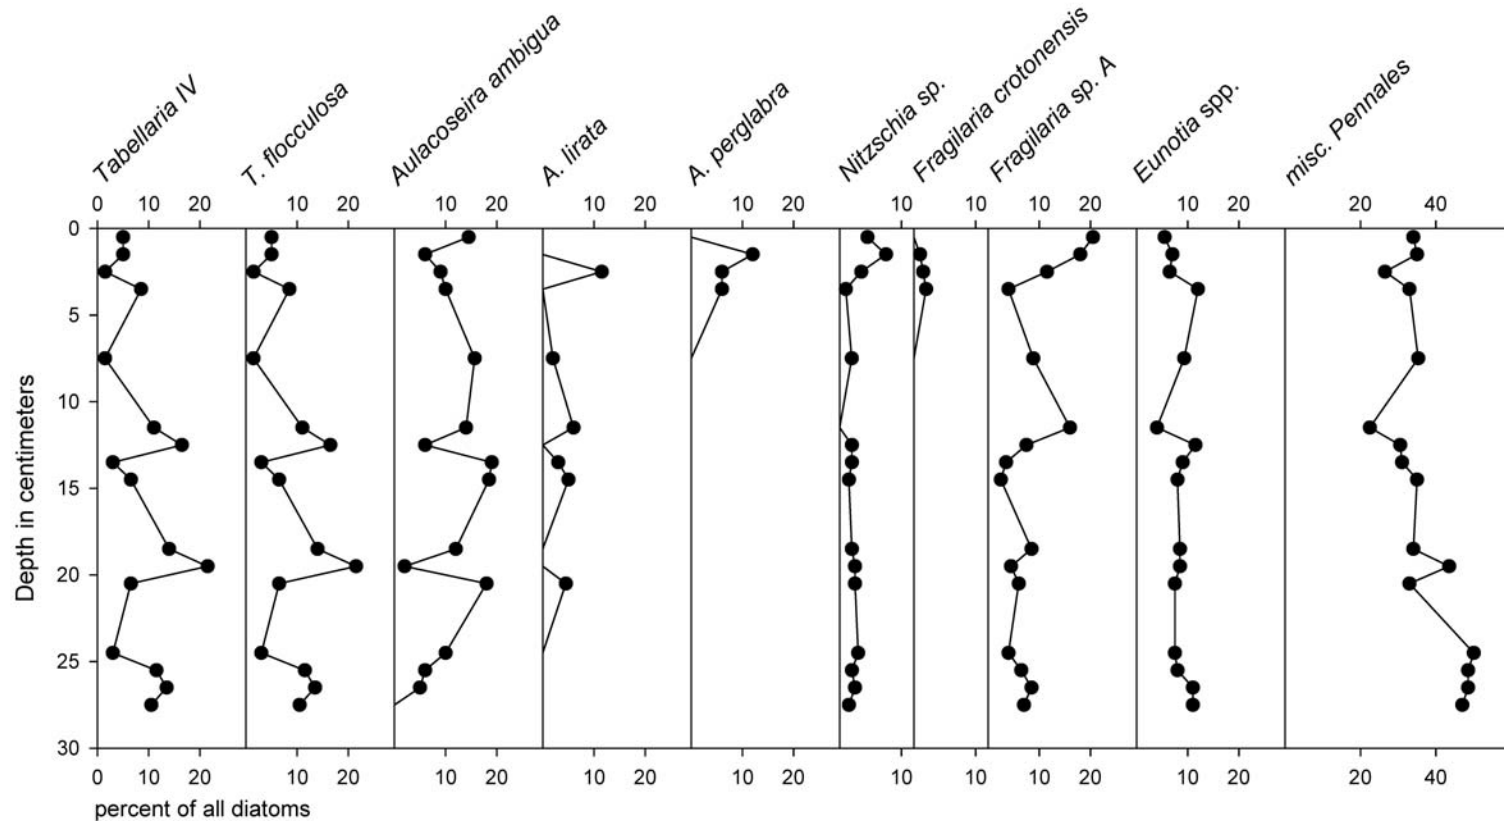 Tabellaria IV
T. flocculosa
Aulacoseira ambigua
A. lirata
A. perglabra
Nitzschia sp.
Fragilaria crotonensis
Fragilaria sp. A
Eunotia spp.
misc. Pennales
0 10 20 10 20 10 20 10 20 10 20 10 10 10 20 10 20 20 40
Depth in centimeters
0
5
10
15
20
25
30
0 10 20 10 20 10 20 10 20 10 20 10 10 10 20 10 20 20 40
percent of all diatoms